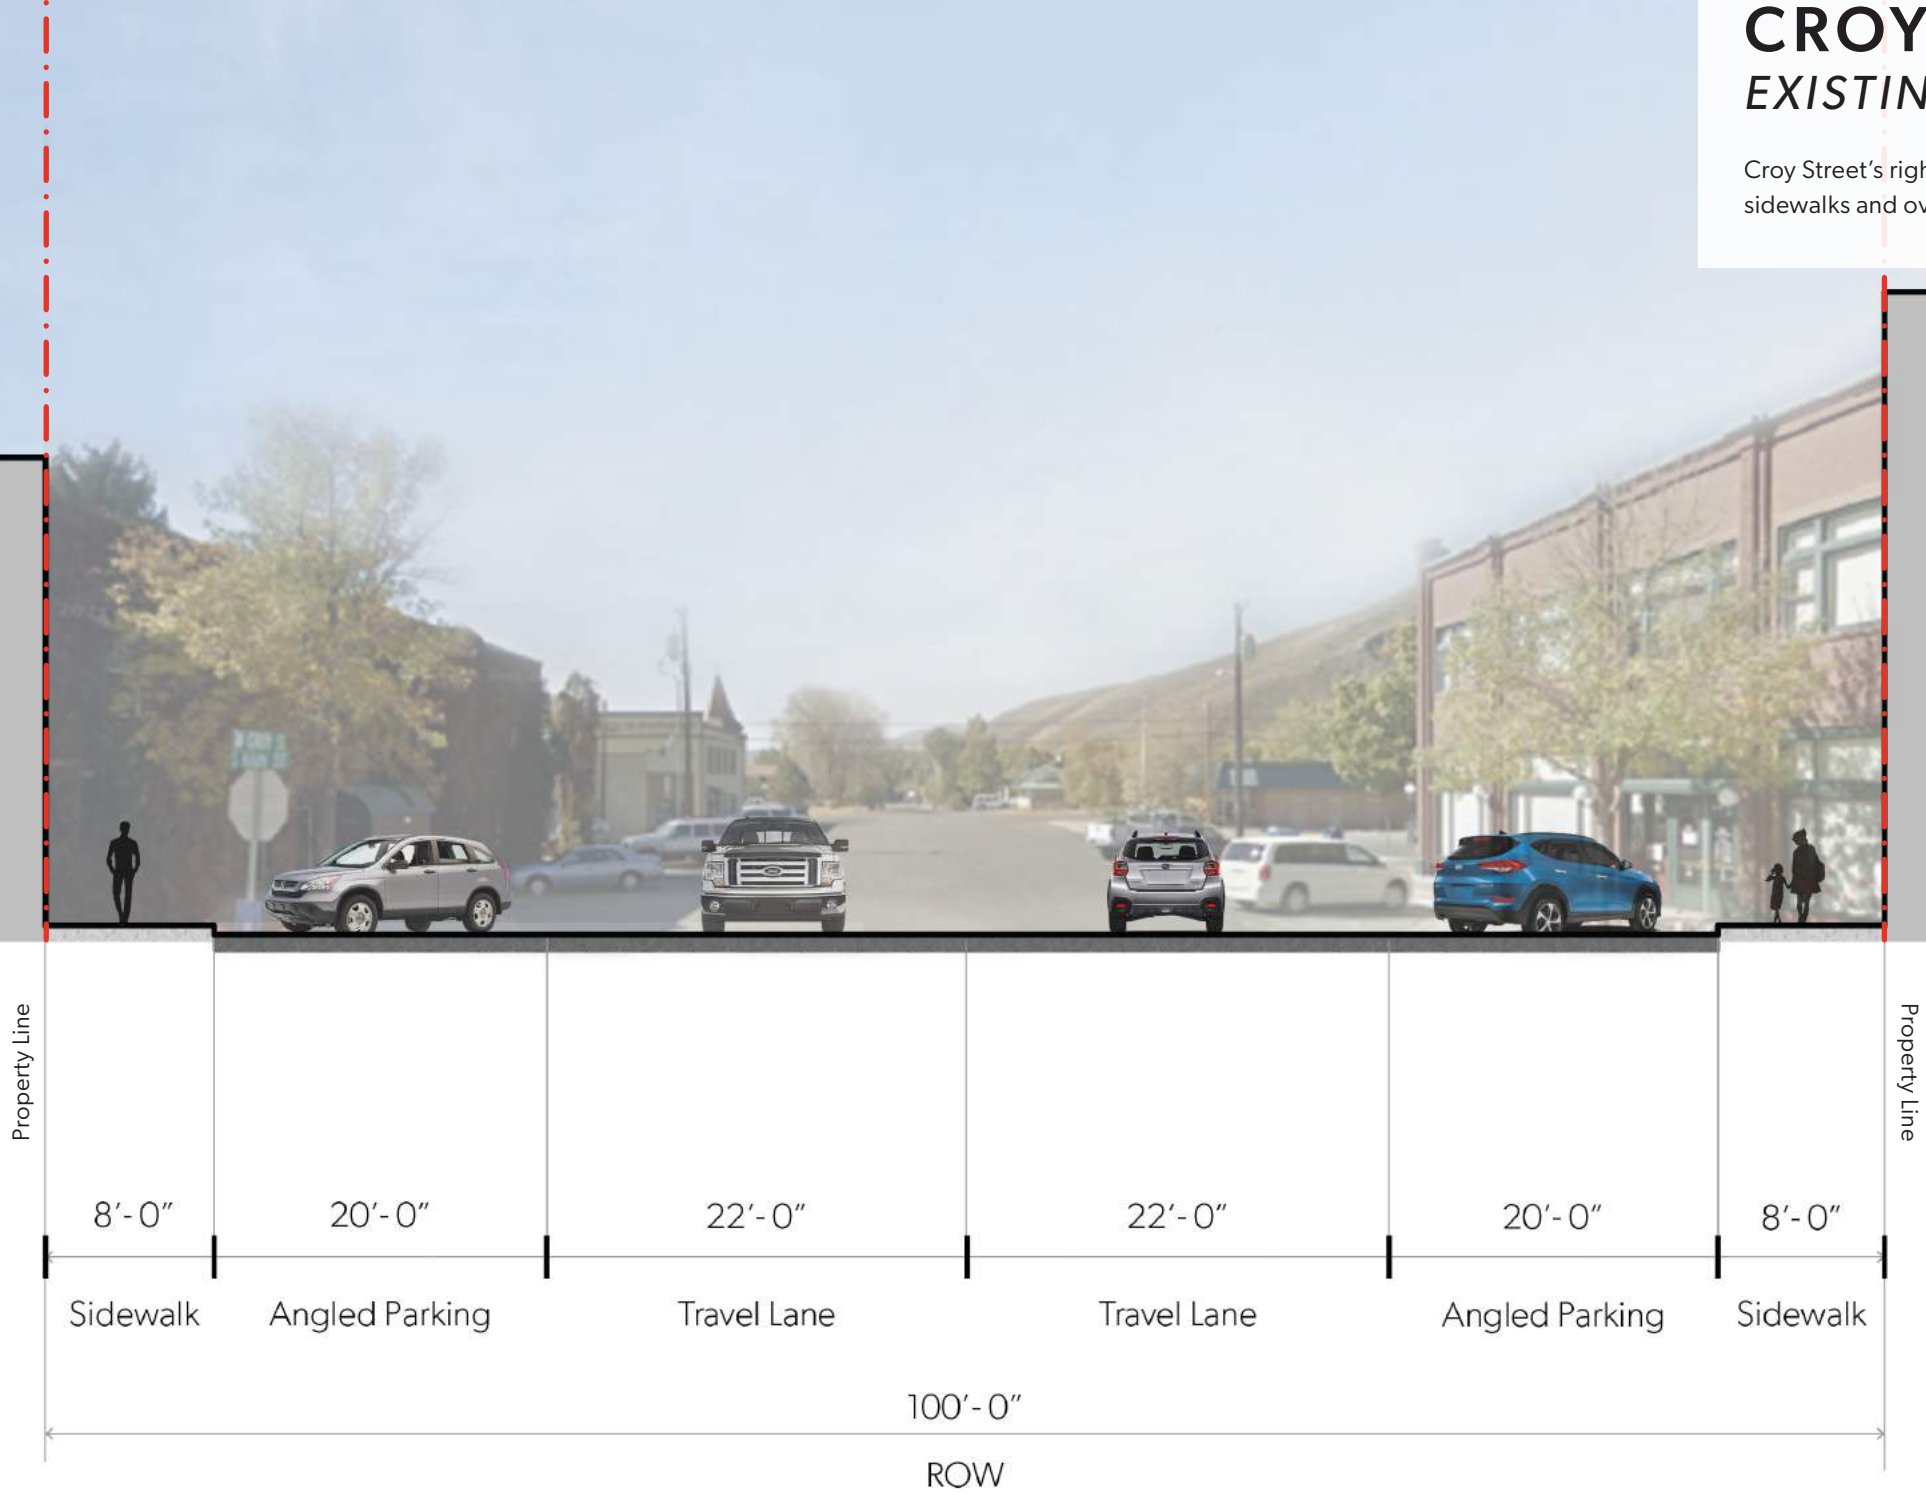 CROY
EXISTIN
Croy Street's righ
sidewalks and ov
Property Line
Property Line
8'-0" 20'-0" 22'-0" 22'-0" 20'-0" 8'-0"
Sidewalk Angled Parking Travel Lane Travel Lane Angled Parking Sidewalk
100'-0"
ROW